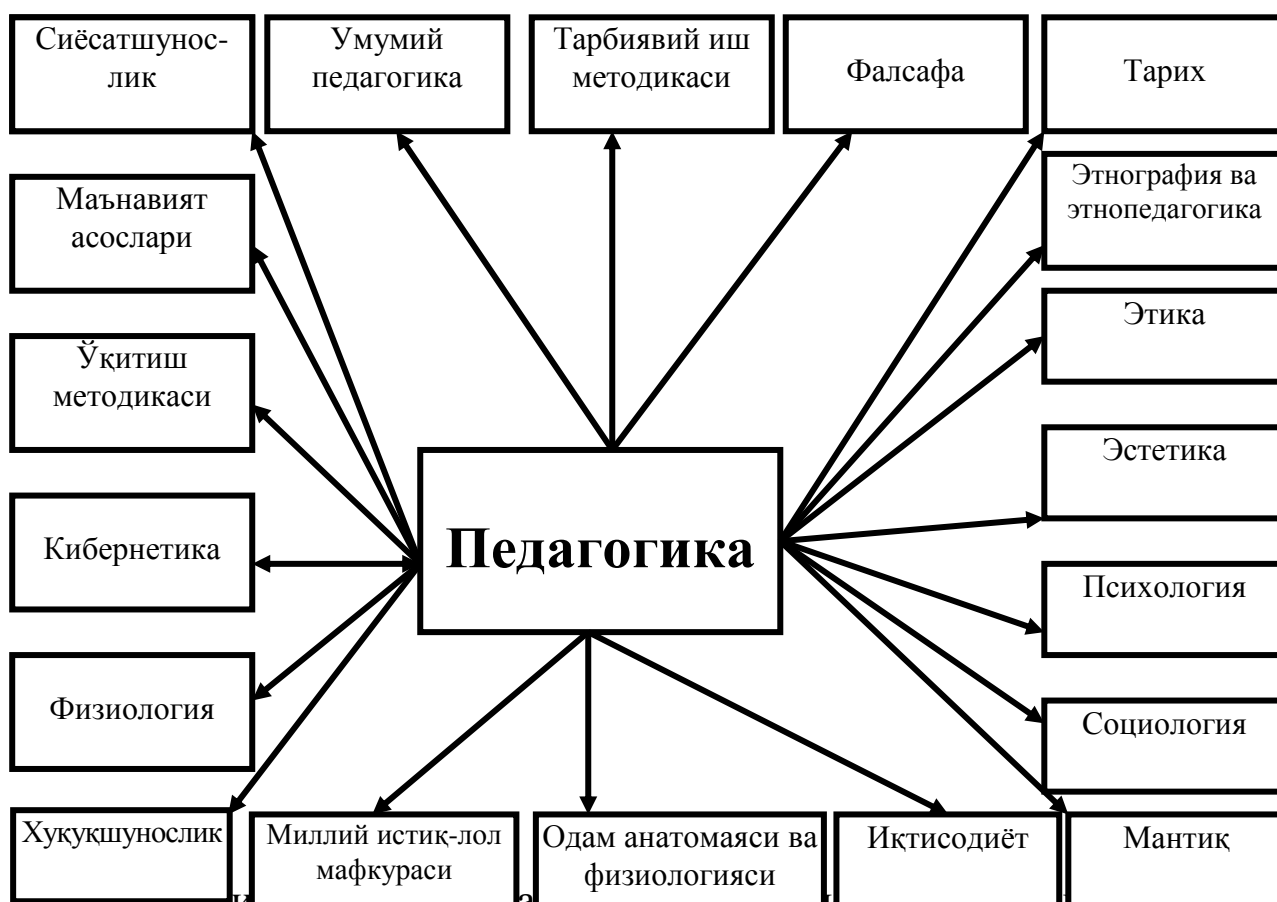 Сиёсатшунос-
лик
Умумий
педагогика
Тарбиявий иш
методикаси
Фалсафа
Тарих
Маънавият
асослари
Этнография ва
этнопедагогика
Ўқитиш
методикаси
Этика
Эстетика
Педагогика
Кибернетика
Психология
Физиология
Социология
Хуқуқшунослик
Миллий истиқ-лол
мафкураси
Одам анатомаяси ва
физиологияси
Иқтисодиёт
Мантиқ